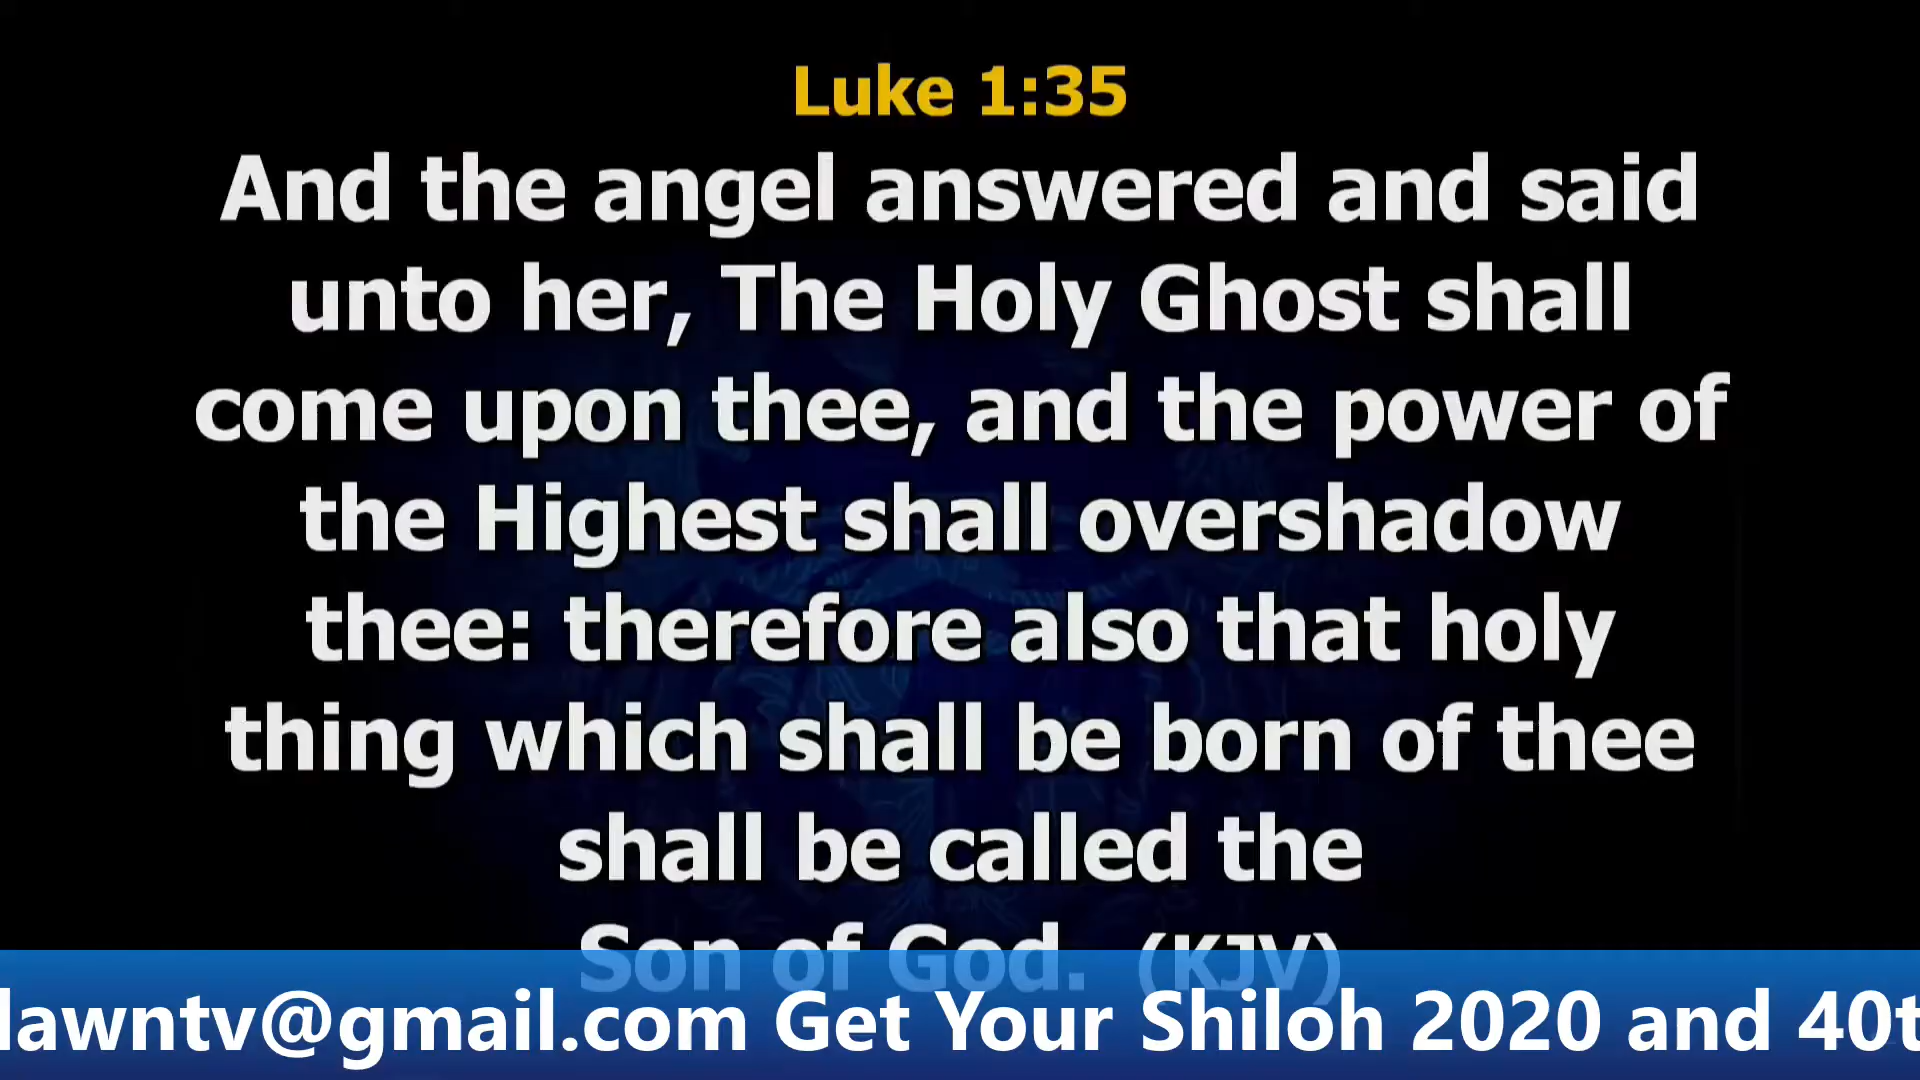 Luke 1:35
And the angel answered and said
unto her, The Holy Ghost shall
come upon thee, and the power of
the Highest shall overshadow
thee: therefore also that holy
thing which shall be born of thee
shall be called the
Son of God. (KJV)
lawntv@gmail.com Get Your Shiloh 2020 and 40t